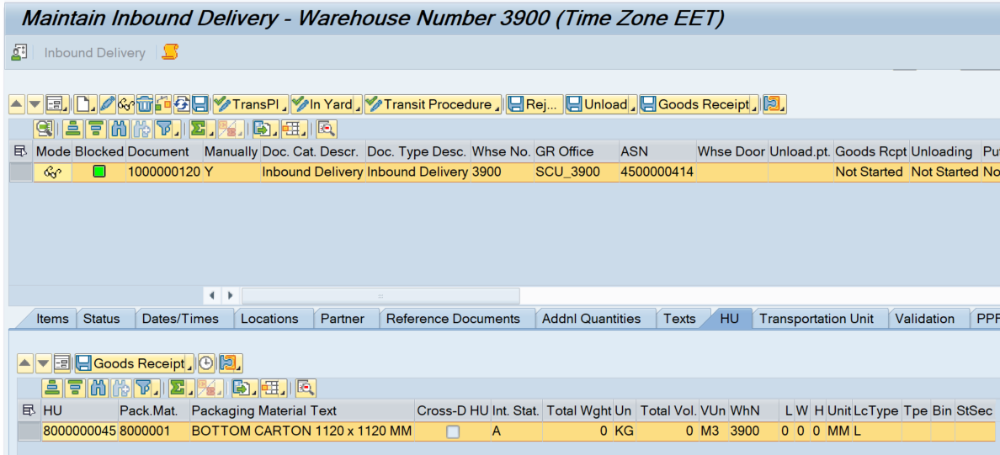 Maintain Inbound Delivery - Warehouse Number 3900 (Time Zone EET)
Inbound Delivery
TransPl In Yard Transit Procedure Rej... Unload Goods Receipt
Mode Blocked Document Manually Doc. Cat. Descr. Doc. Type Desc. Whse No. GR Office ASN Whse Door Unload.pt. Goods Rcpt Unloading Pu
1000000120 Y Inbound Delivery Inbound Delivery 3900 SCU_3900 4500000414 Not Started Not Started No
Items Status Dates/Times Locations Partner Reference Documents Addnl Quantities Texts HU Transportation Unit Validation PPF
Goods Receipt
HU Pack.Mat. Packaging Material Text Cross-D HU Int. Stat. Total Wght Un Total Vol. VUn WhN L W H Unit LcType Tpe Bin StSec
8000000045 8000001 BOTTOM CARTON 1120 x 1120 MM A 0 KG 0 M3 3900 0 0 0 MM L